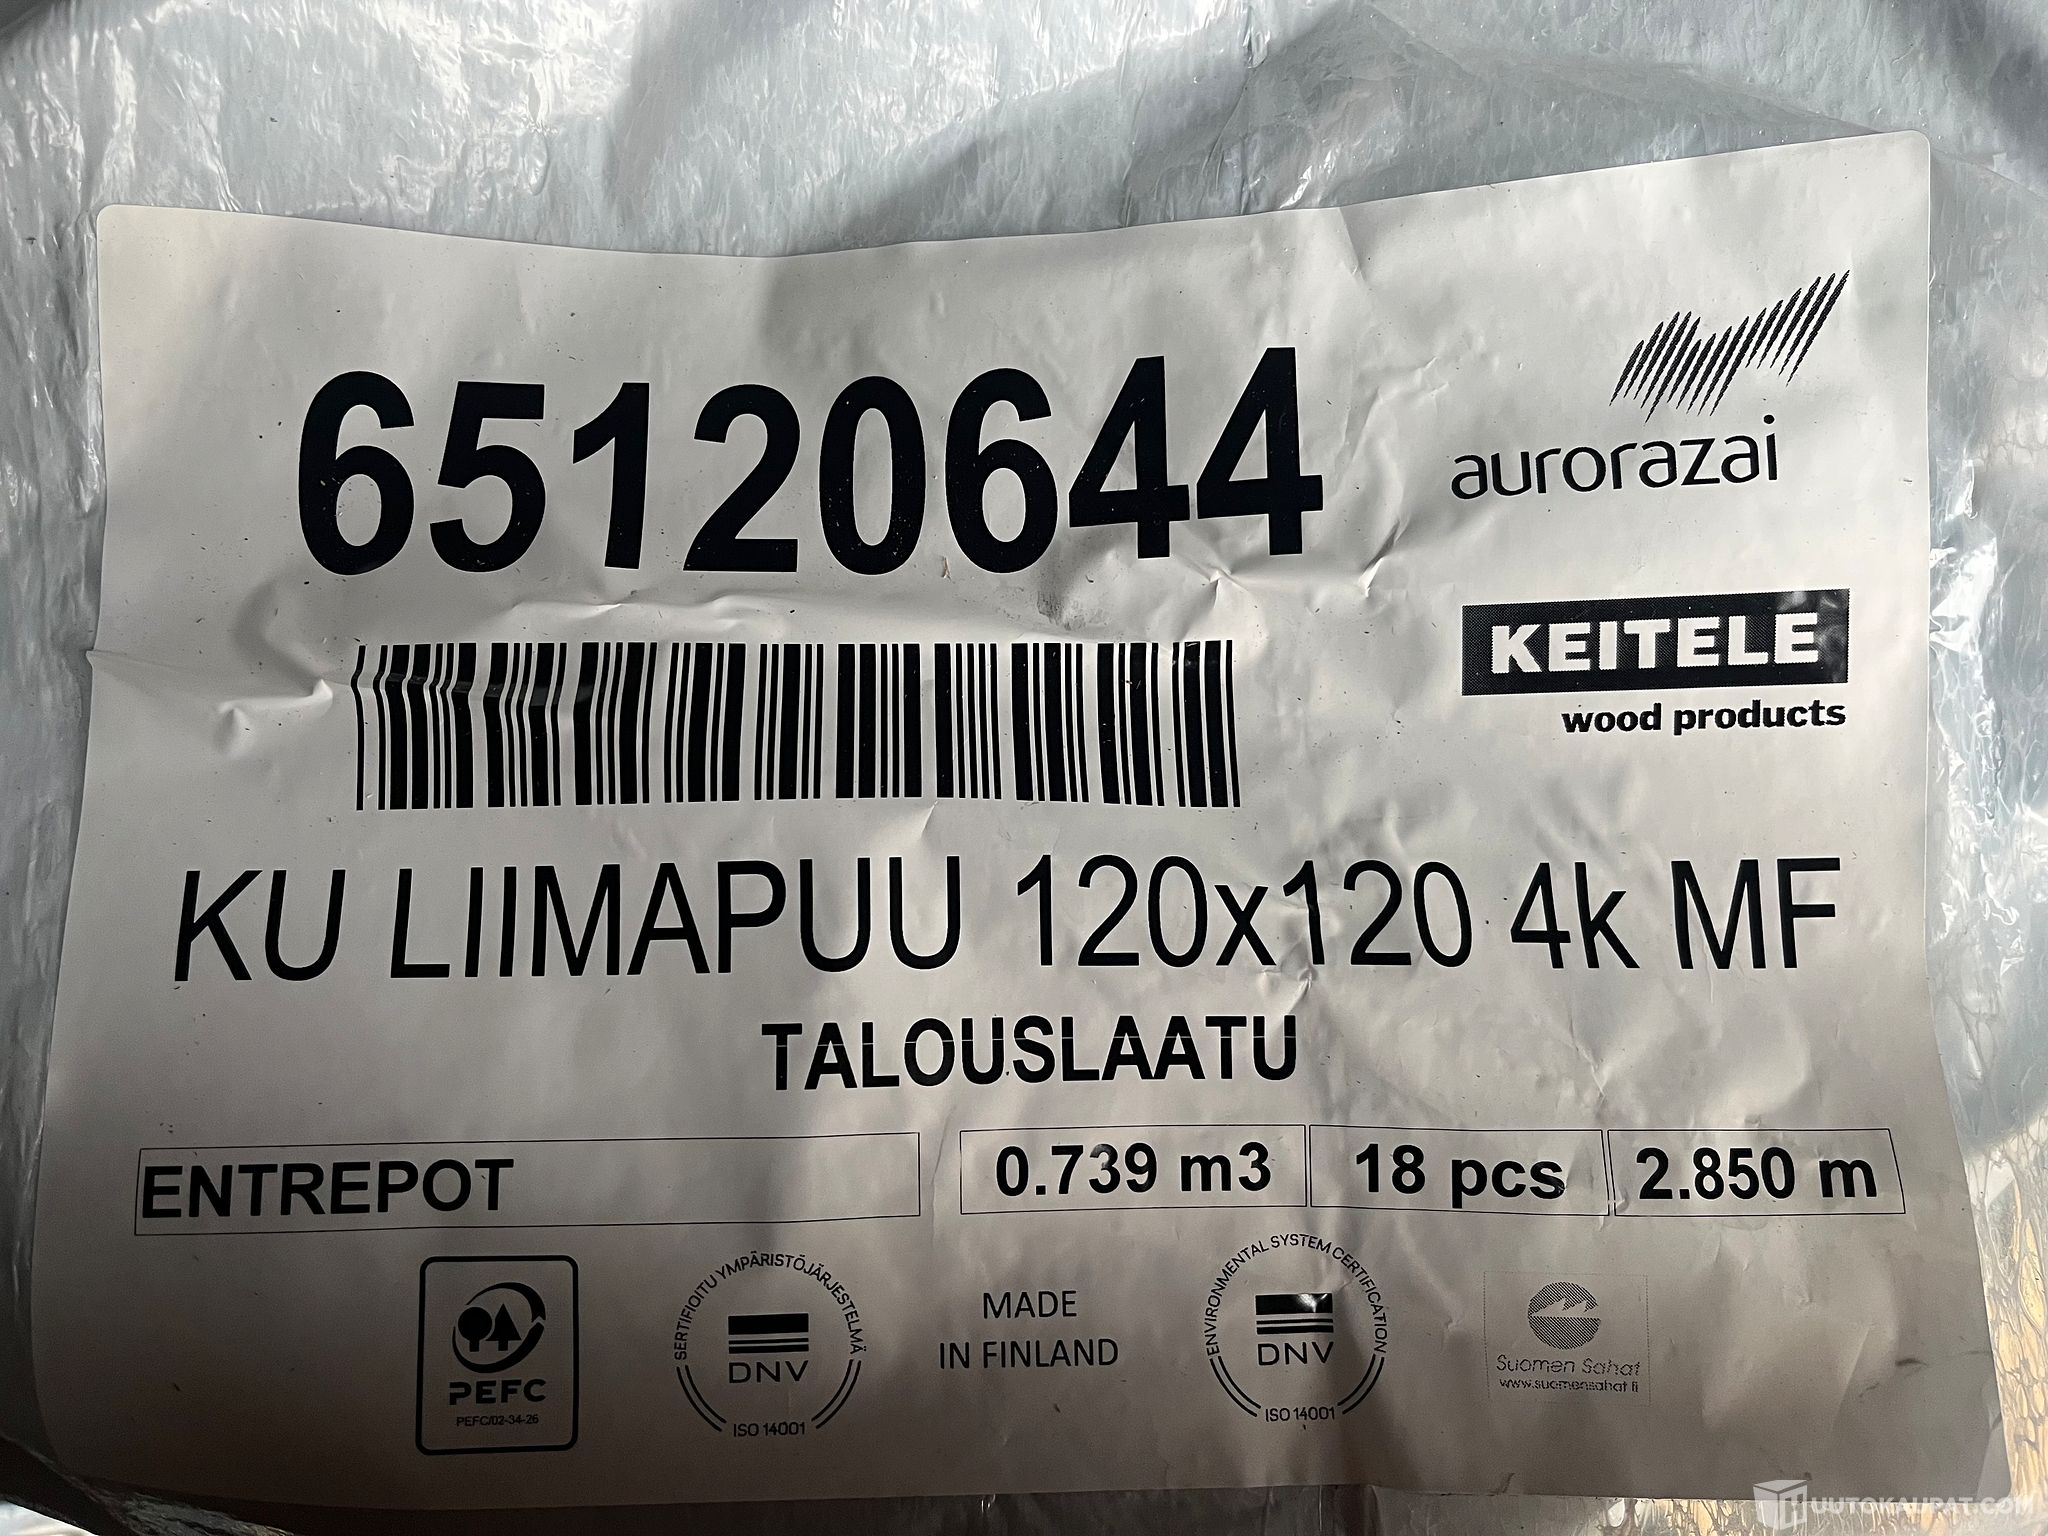 65120644
aurorazai
KEITELE
wood products
KU LIIMAPUU 120x120 4k MF
TALOUSLAATU
ENTREPOT
0.739 m3
18 pcs
2.850 m
PEFC
PEFC/02-34-26
SERTIFIOITU YMPÄRISTÖJÄRJESTELMÄ
DNV
ISO 14001
MADE
IN FINLAND
ENVIRONMENTAL SYSTEM CERTIFICATION
DNV
ISO 14001
Suomen Sahat
www.suomensahat.fi
HUUTOKAUPAT.COM